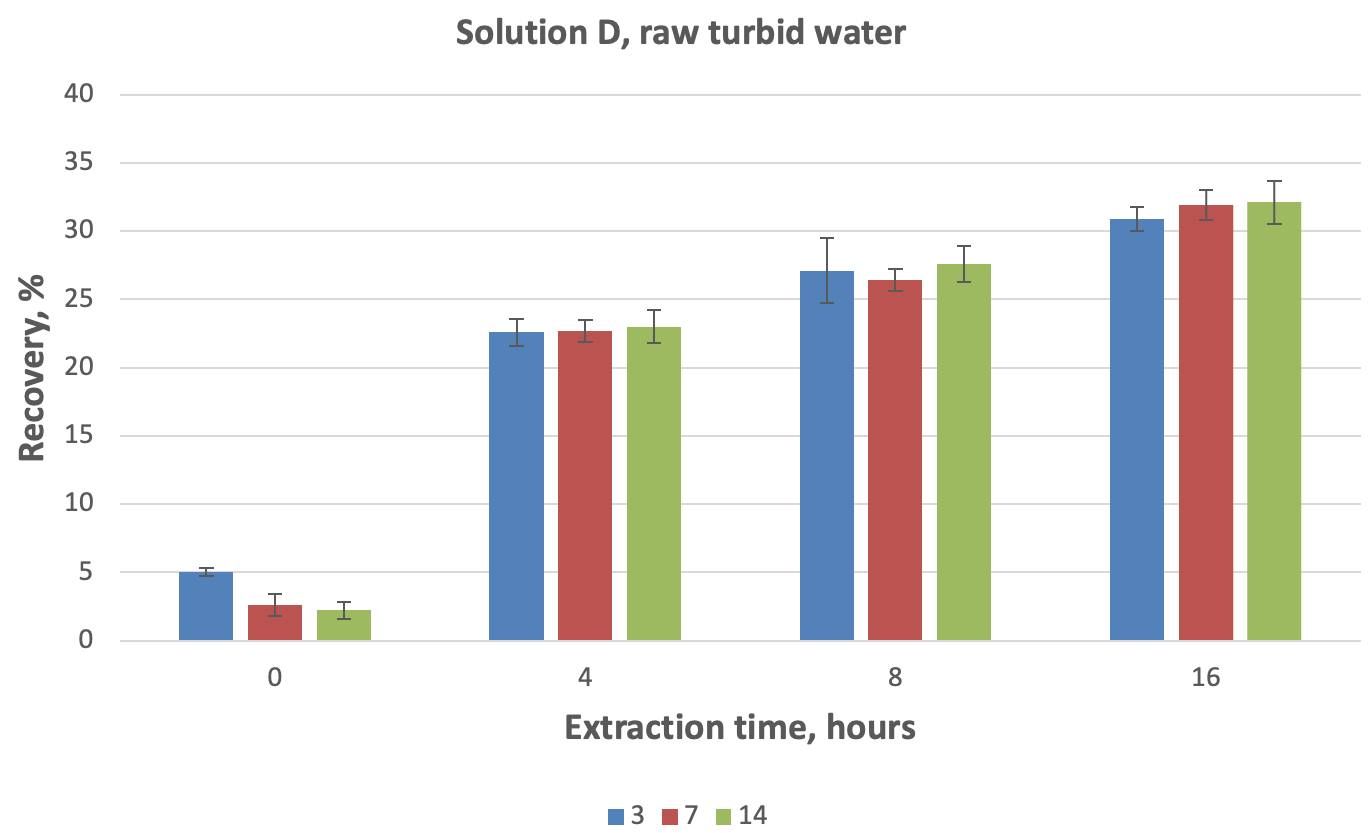 Solution D, raw turbid water
40
35
30
25
20
15
10
5
0
Recovery, %
0 4 8 16
Extraction time, hours
3 7 14